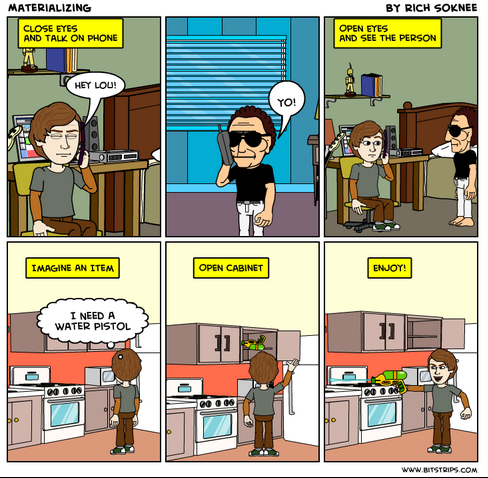 MATERIALIZING
BY RICH SOKNEE
CLOSE EYES
AND TALK ON PHONE
HEY LOU!
YO!
OPEN EYES
AND SEE THE PERSON
IMAGINE AN ITEM
I NEED A
WATER PISTOL
OPEN CABINET
ENJOY!
WWW.BITSTRIPS.COM